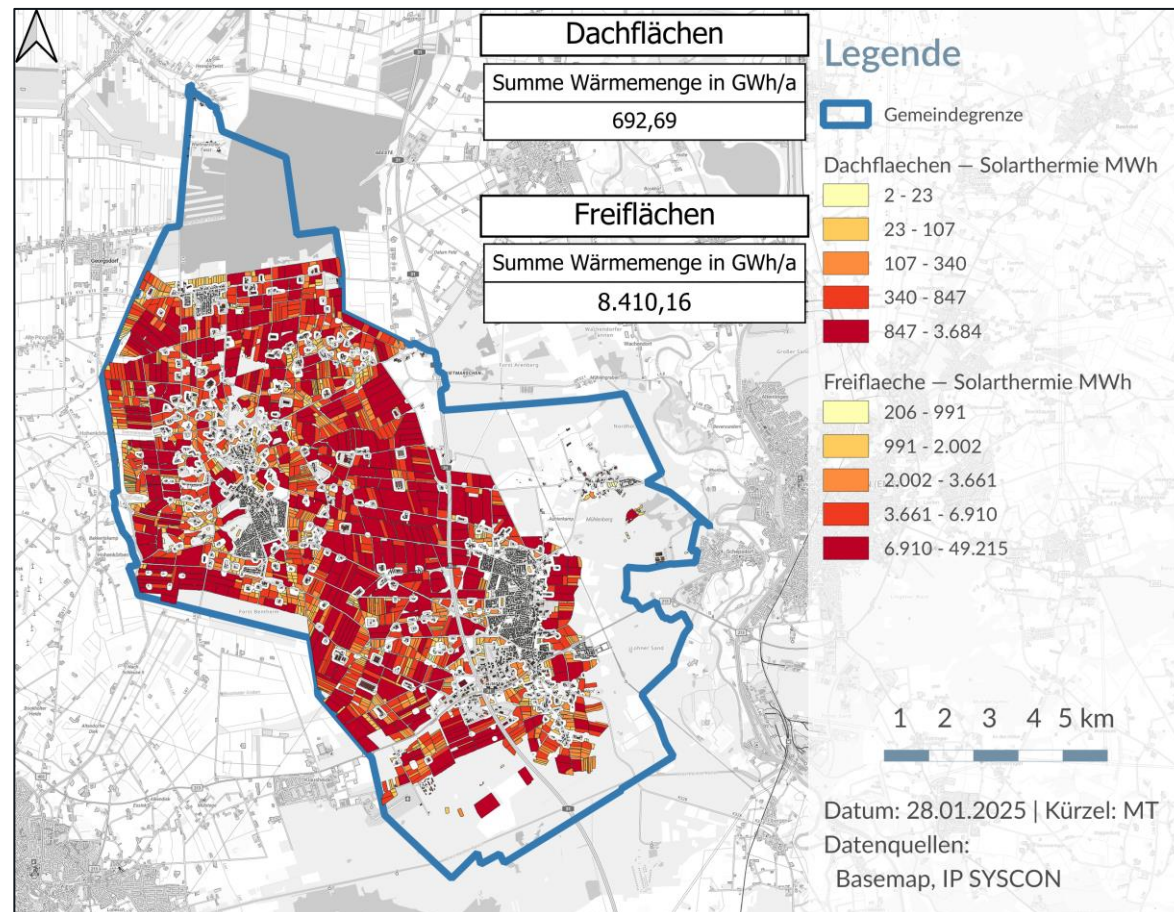 Dachflächen
Summe Wärmemenge in GWh/a
692,69
Freiflächen
Summe Wärmemenge in GWh/a
8.410,16
Legende
Gemeindegrenze
Dachflaechen — Solarthermie MWh
2 - 23
23 - 107
107 - 340
340 - 847
847 - 3.684
Freiflaeche — Solarthermie MWh
206 - 991
991 - 2.002
2.002 - 3.661
3.661 - 6.910
6.910 - 49.215
1 2 3 4 5 km
Datum: 28.01.2025 | Kürzel: MT
Datenquellen:
Basemap, IP SYSCON
Georgsdorf
Forst Bentheim